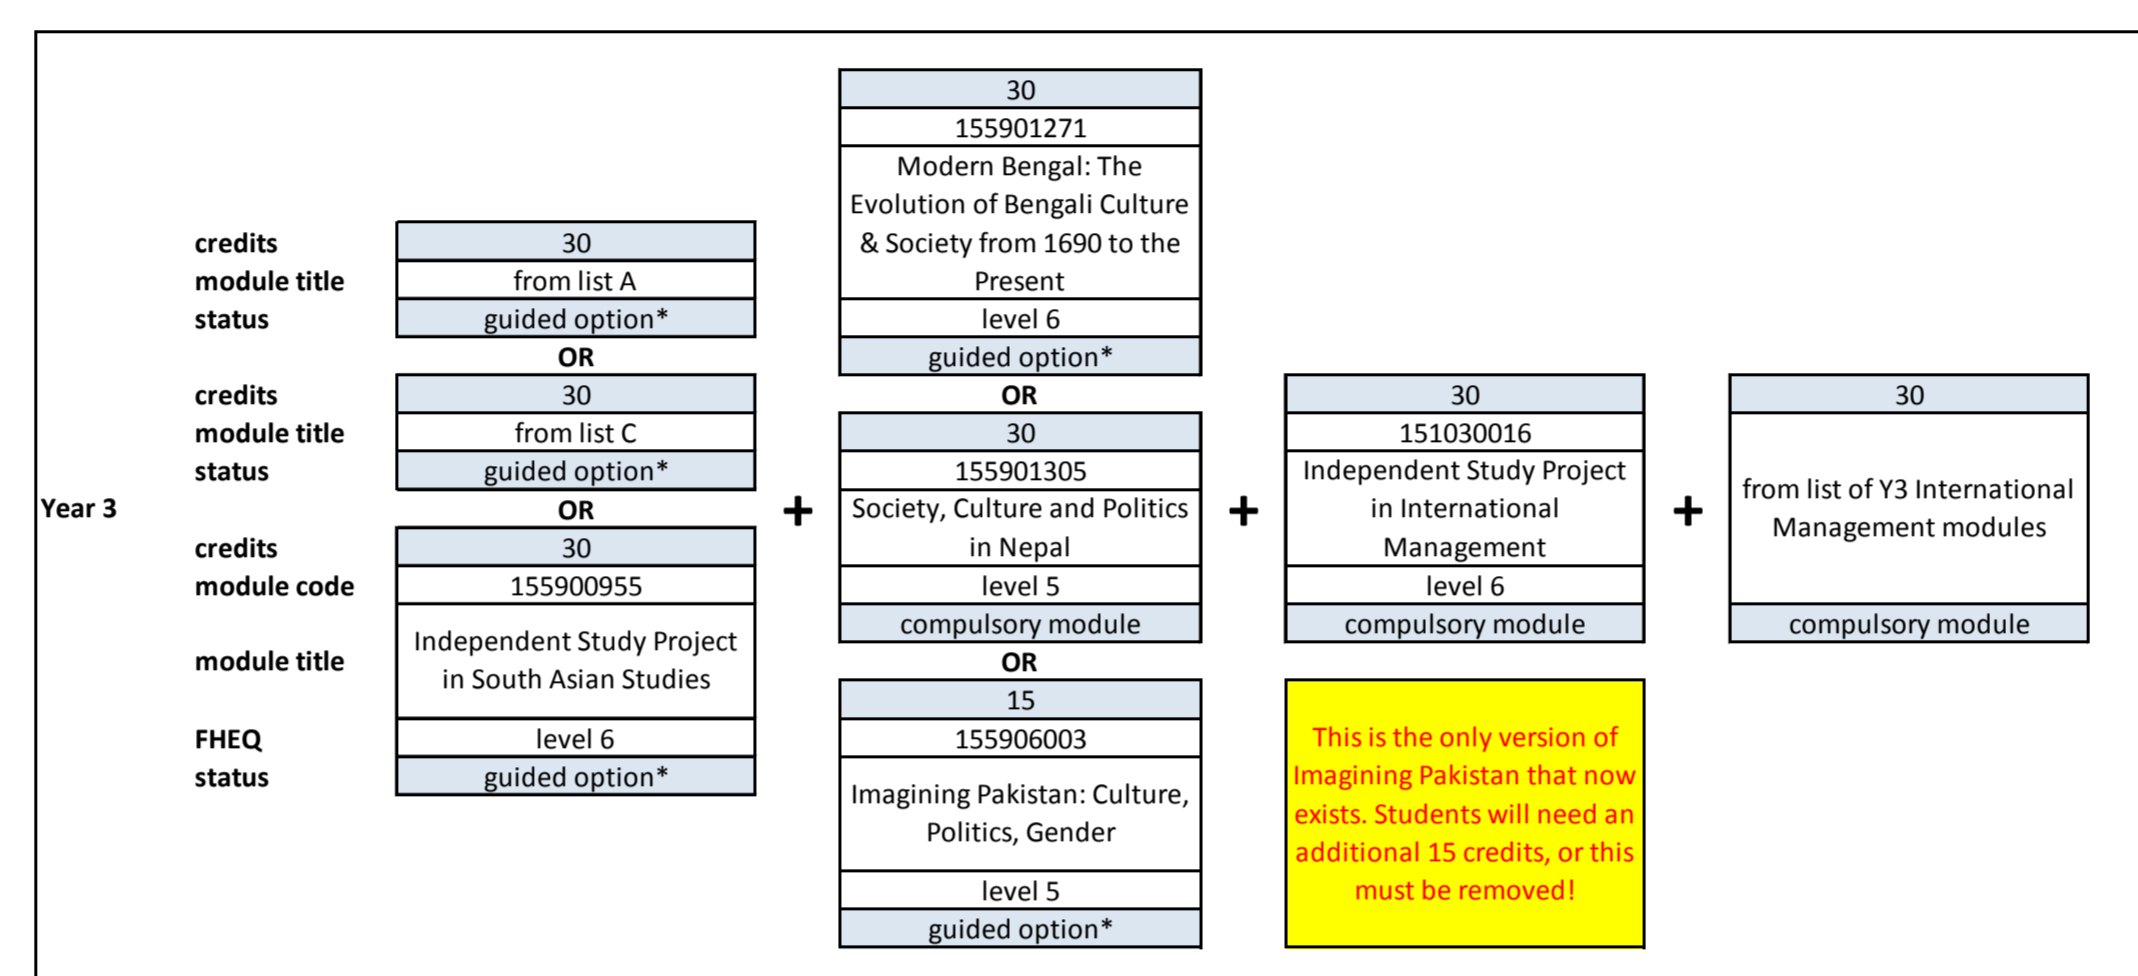 Year 3
credits
module title
status
credits
module title
status
credits
module code
module title
FHEQ
status
30
from list A
guided option*
OR
30
from list C
guided option*
OR
30
155900955
Independent Study Project
in South Asian Studies
level 6
guided option*
+
30
155901271
Modern Bengal: The
Evolution of Bengali Culture
& Society from 1690 to the
Present
level 6
guided option*
OR
30
155901305
Society, Culture and Politics
in Nepal
level 5
compulsory module
OR
15
155906003
Imagining Pakistan: Culture,
Politics, Gender
level 5
guided option*
+
30
151030016
Independent Study Project
in International
Management
level 6
compulsory module
This is the only version of
Imagining Pakistan that now
exists. Students will need an
additional 15 credits, or this
must be removed!
+
30
from list of Y3 International
Management modules
compulsory module